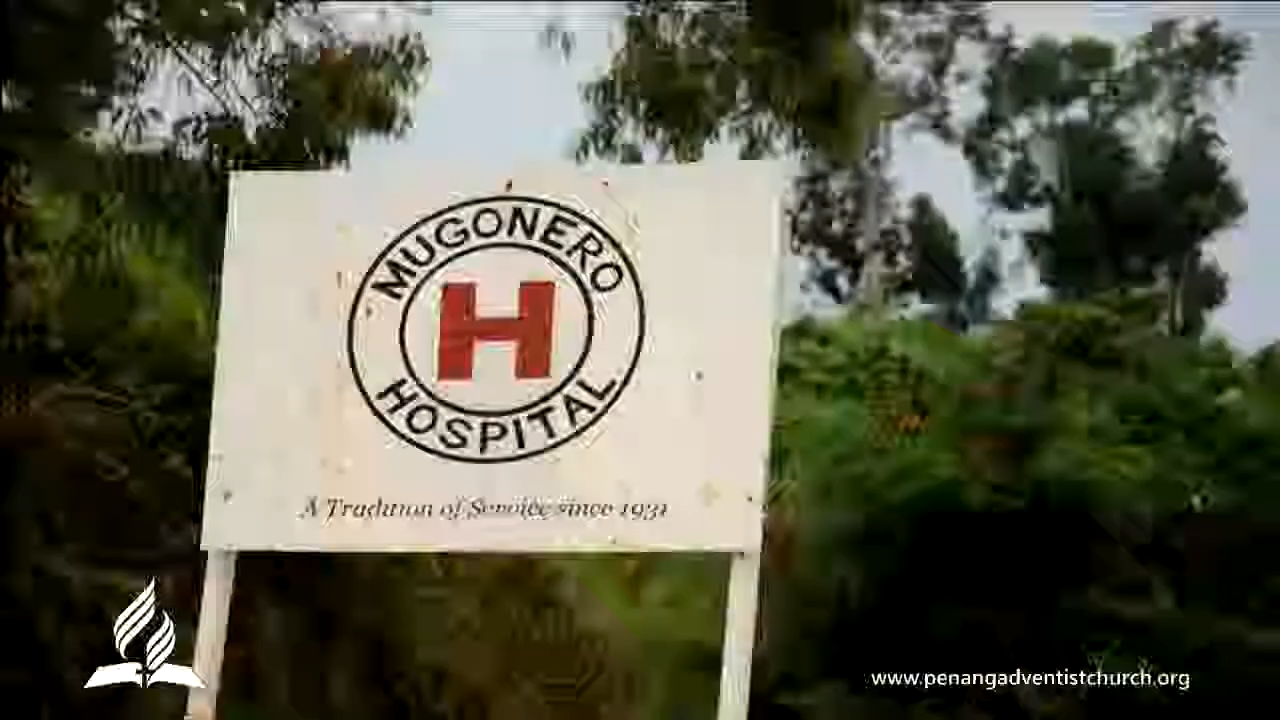 MUGONERO
H
HOSPITAL
A Tradition of Service since 1931
www.penangadventistchurch.org